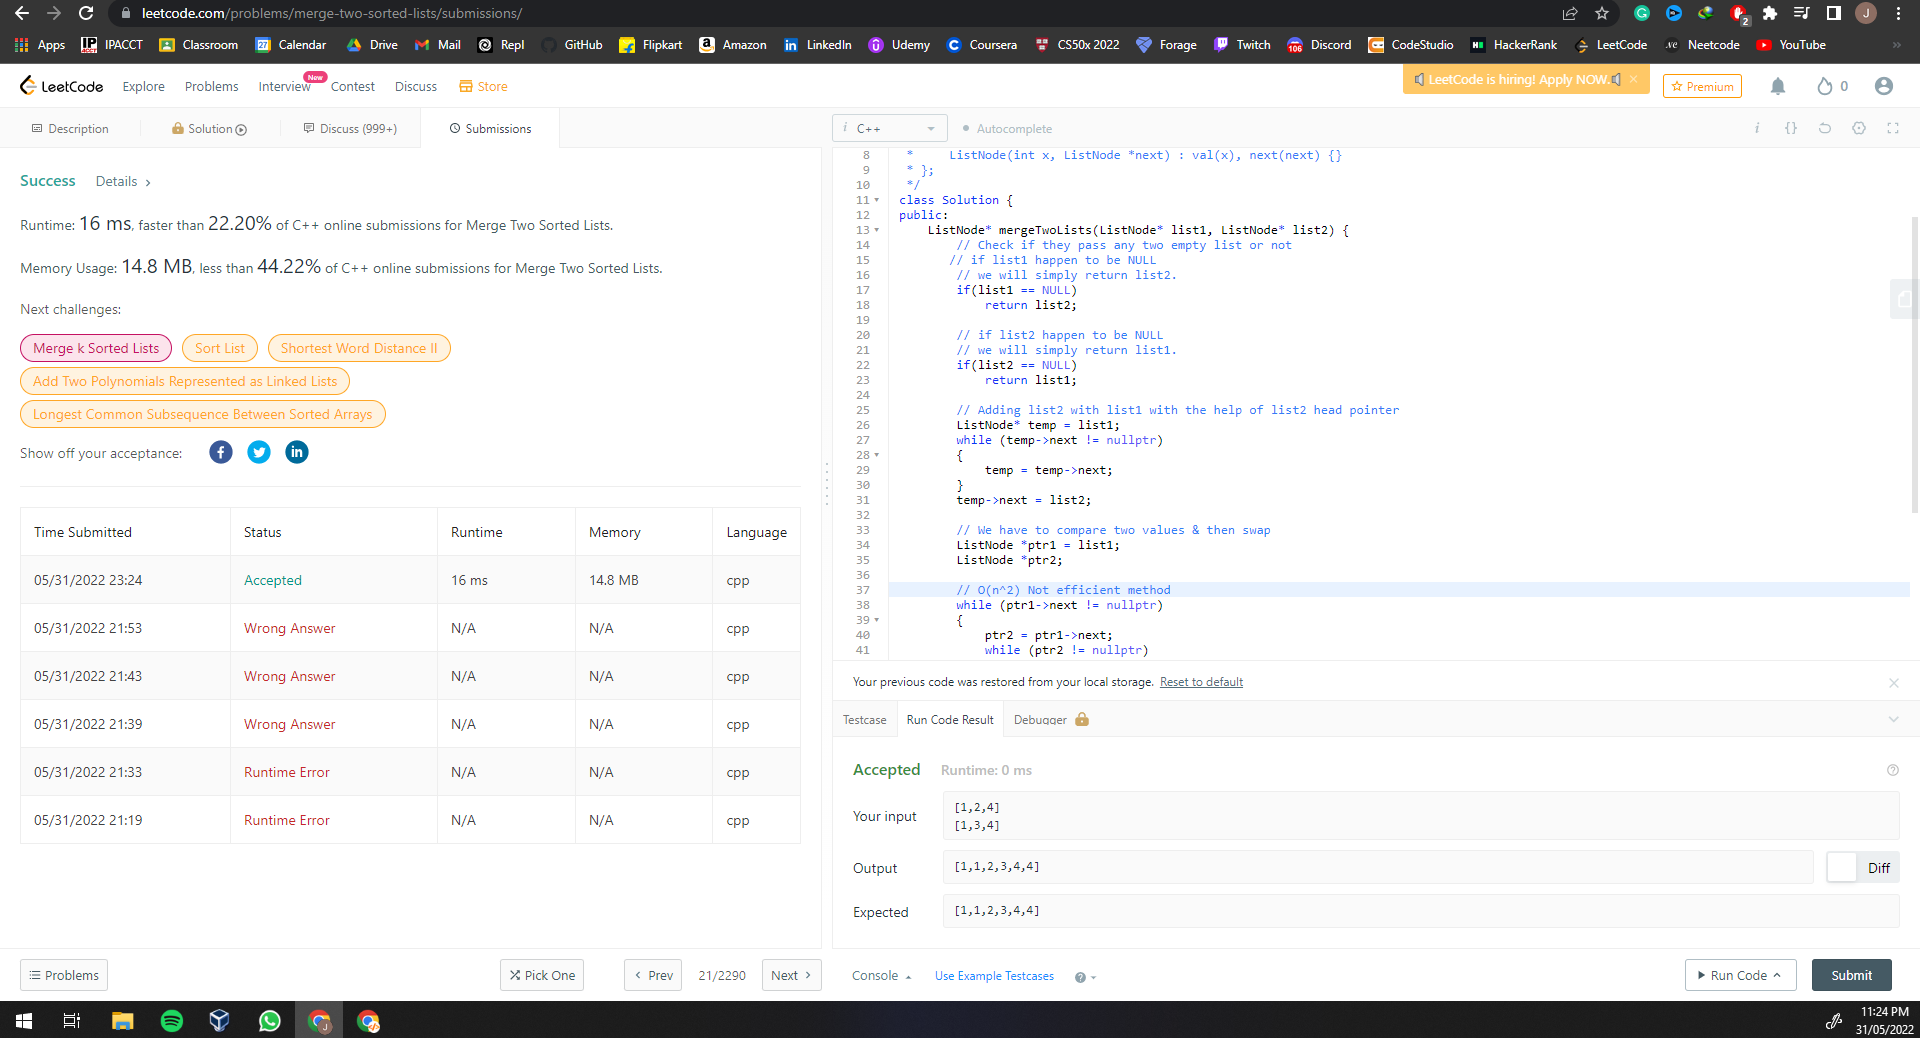 leetcode.com/problems/merge-two-sorted-lists/submissions/
2
J
Apps IPACCT Classroom Calendar Drive Mail Repl GitHub Flipkart Amazon LinkedIn Udemy Coursera CS50x 2022 Forage Twitch Discord CodeStudio HackerRank LeetCode Neetcode YouTube »
LeetCode Explore Problems Interview New Contest Discuss Store
LeetCode is hiring! Apply NOW. ×
Premium
0
Description Solution Discuss (999+) Submissions
Success Details ›
Runtime: 16 ms, faster than 22.20% of C++ online submissions for Merge Two Sorted Lists.
Memory Usage: 14.8 MB, less than 44.22% of C++ online submissions for Merge Two Sorted Lists.
Next challenges:
Merge k Sorted Lists Sort List Shortest Word Distance II
Add Two Polynomials Represented as Linked Lists
Longest Common Subsequence Between Sorted Arrays
Show off your acceptance:
Time Submitted Status Runtime Memory Language
05/31/2022 23:24 Accepted 16 ms 14.8 MB cpp
05/31/2022 21:53 Wrong Answer N/A N/A cpp
05/31/2022 21:43 Wrong Answer N/A N/A cpp
05/31/2022 21:39 Wrong Answer N/A N/A cpp
05/31/2022 21:33 Runtime Error N/A N/A cpp
05/31/2022 21:19 Runtime Error N/A N/A cpp
Problems Pick One ‹ Prev 21/2290 Next ›
i C++ Autocomplete i {}
8 * ListNode(int x, ListNode *next) : val(x), next(next) {}
9 * };
10 */
11 class Solution {
12 public:
13 ListNode* mergeTwoLists(ListNode* list1, ListNode* list2) {
14 // Check if they pass any two empty list or not
15 // if list1 happen to be NULL
16 // we will simply return list2.
17 if(list1 == NULL)
18 return list2;
19
20 // if list2 happen to be NULL
21 // we will simply return list1.
22 if(list2 == NULL)
23 return list1;
24
25 // Adding list2 with list1 with the help of list2 head pointer
26 ListNode* temp = list1;
27 while (temp->next != nullptr)
28 {
29 temp = temp->next;
30 }
31 temp->next = list2;
32
33 // We have to compare two values & then swap
34 ListNode *ptr1 = list1;
35 ListNode *ptr2;
36
37 // O(n^2) Not efficient method
38 while (ptr1->next != nullptr)
39 {
40 ptr2 = ptr1->next;
41 while (ptr2 != nullptr)
Your previous code was restored from your local storage. Reset to default
Testcase Run Code Result Debugger
Accepted Runtime: 0 ms
Your input
[1,2,4]
[1,3,4]
Output [1,1,2,3,4,4] Diff
Expected [1,1,2,3,4,4]
Console Use Example Testcases Run Code Submit
11:24 PM
31/05/2022